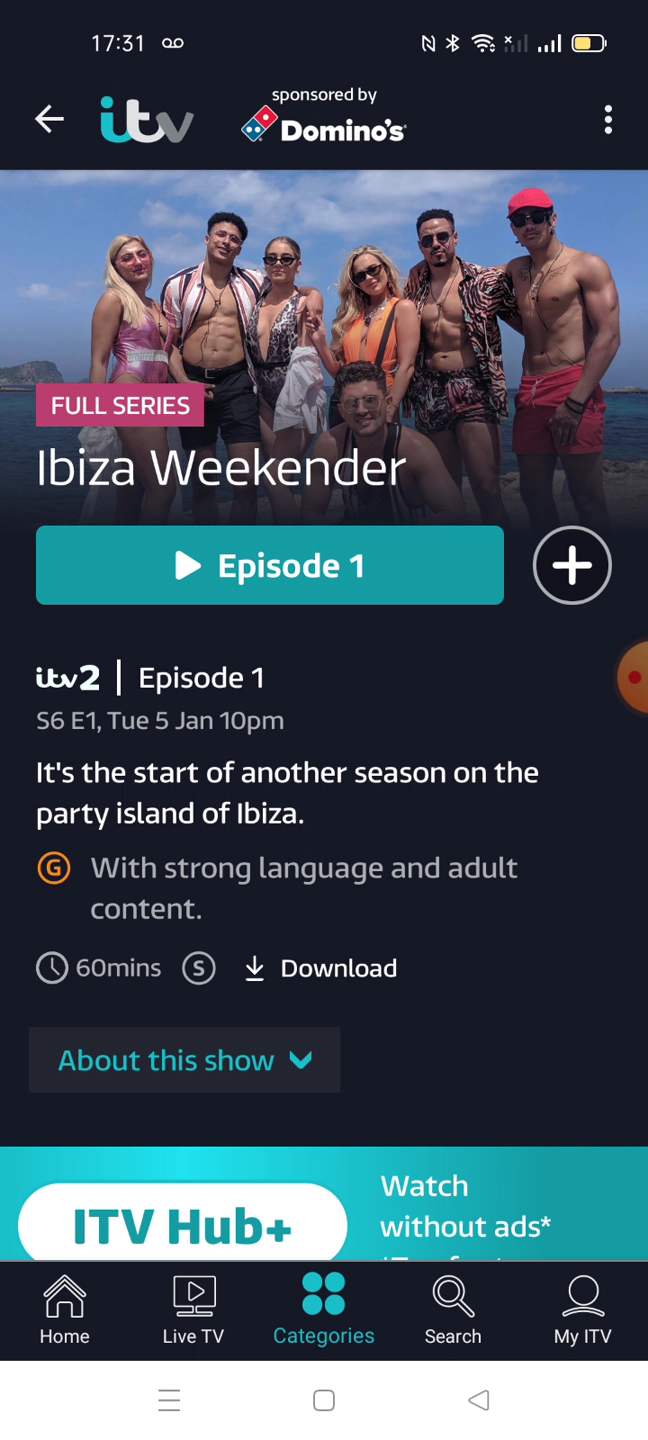 17:31
sponsored by
itv Domino's
FULL SERIES
Ibiza Weekender
Episode 1
itv2 | Episode 1
S6 E1, Tue 5 Jan 10pm
It's the start of another season on the
party island of Ibiza.
G With strong language and adult
content.
60mins S Download
About this show
Watch
ITV Hub+ without ads*
Home Live TV Categories Search My ITV